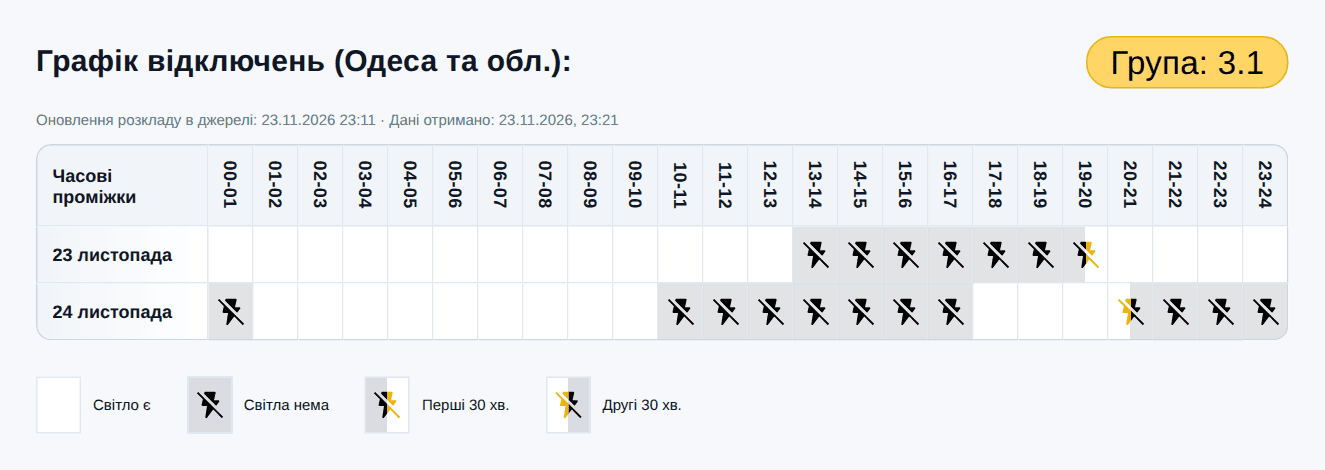 Графік відключень (Одеса та обл.):
Група: 3.1
Оновлення розкладу в джерелі: 23.11.2026 23:11 · Дані отримано: 23.11.2026, 23:21
Часові
проміжки
00-01
01-02
02-03
03-04
04-05
05-06
06-07
07-08
08-09
09-10
10-11
11-12
12-13
13-14
14-15
15-16
16-17
17-18
18-19
19-20
20-21
21-22
22-23
23-24
23 листопада
24 листопада
Світло є
Світла нема
Перші 30 хв.
Другі 30 хв.